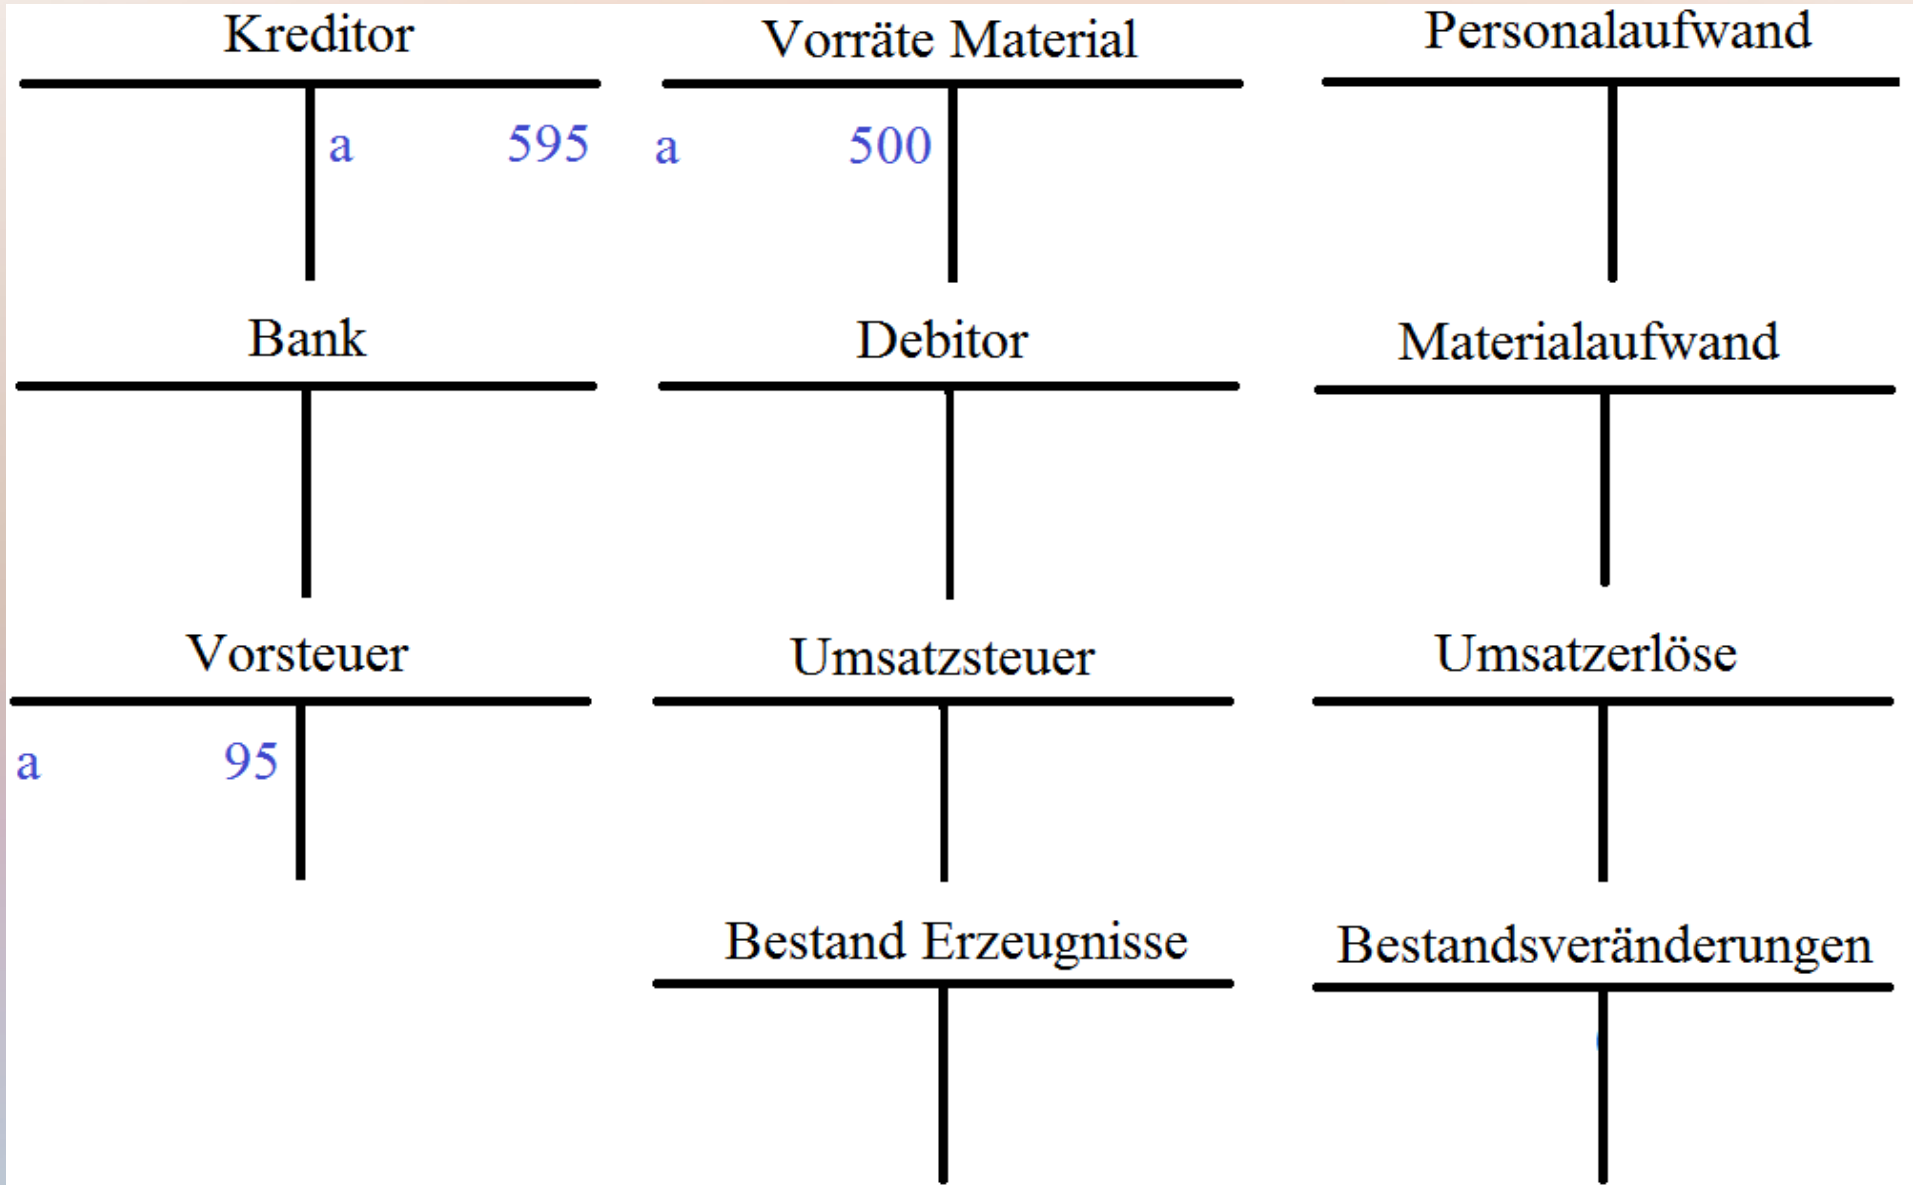 Kreditor
Vorräte Material
Personalaufwand
a 595
a 500
Bank
Debitor
Materialaufwand
Vorsteuer
Umsatzsteuer
Umsatzerlöse
a 95
Bestand Erzeugnisse
Bestandsveränderungen